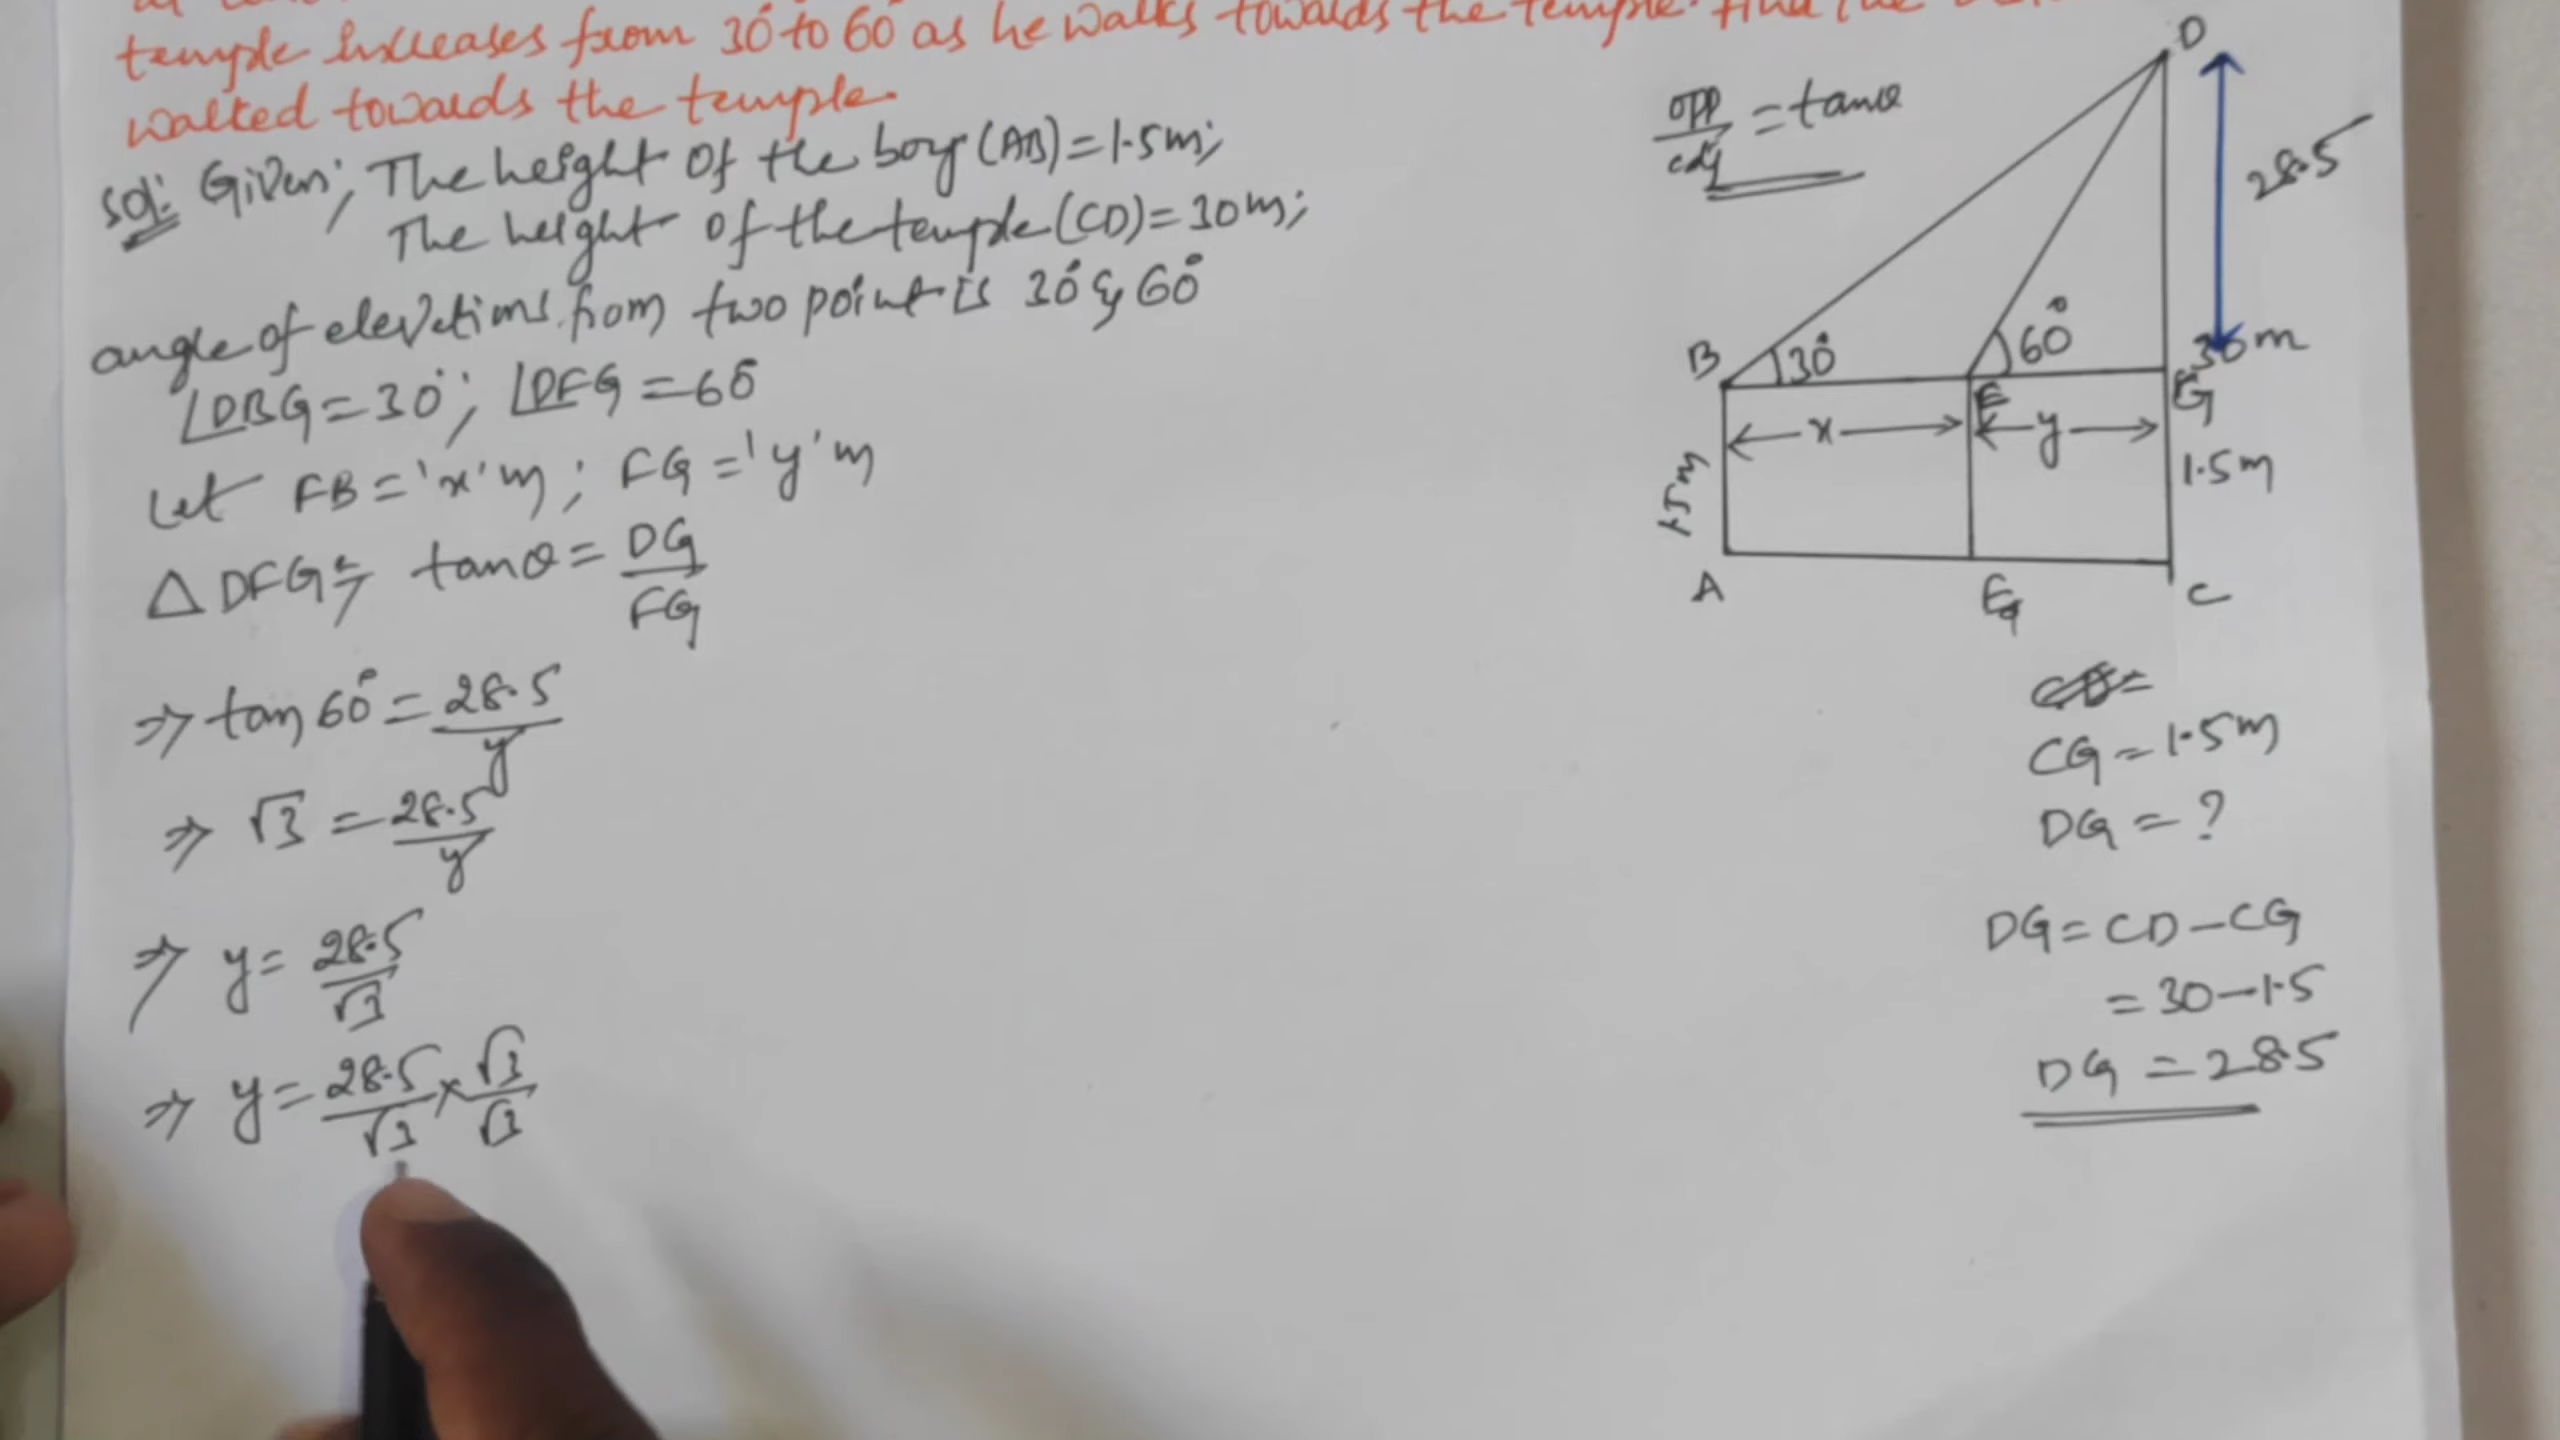 temple increases from 30° to 60° as he walks towards the temple. Find the
walked towards the temple.
Sol: Given; The height of the boy (AB) = 1.5m;
The height of the temple (CD) = 30m;
angle of elevations from two point is 30° & 60°
∠DBG = 30°; ∠DFG = 60°
Let FB = 'x' m; FG = 'y' m
△ DFG; tanθ = DG/FG
⇒ tan 60° = 28.5/y
⇒ √3 = 28.5/y
⇒ y = 28.5/√3
⇒ y = 28.5/√3 × √3/√3
opp/adj = tanθ
D
28.5
B 30° 60° 30m
F G
x y
1.5m 1.5m
A E C
CG = 1.5m
DG = ?
DG = CD - CG
= 30 - 1.5
DG = 28.5